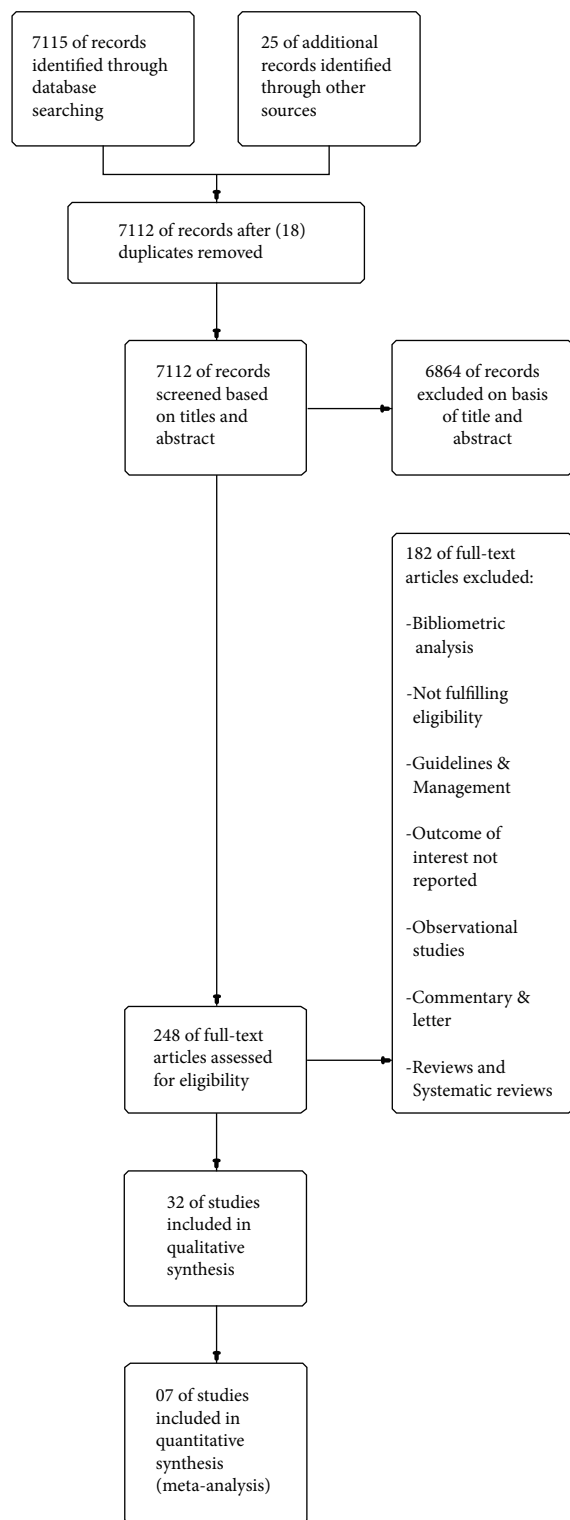 7115 of records
identified through
database
searching
25 of additional
records identified
through other
sources
7112 of records after (18)
duplicates removed
7112 of records
screened based
on titles and
abstract
6864 of records
excluded on basis
of title and
abstract
182 of full-text
articles excluded:
-Bibliometric
analysis
-Not fulfilling
eligibility
-Guidelines & Management
-Outcome of
interest not
reported
-Observational
studies
-Commentary &
letter
-Reviews and
Systematic reviews
248 of full-text
articles assessed
for eligibility
32 of studies
included in
qualitative
synthesis
07 of studies
included in
quantitative
synthesis
(meta-analysis)